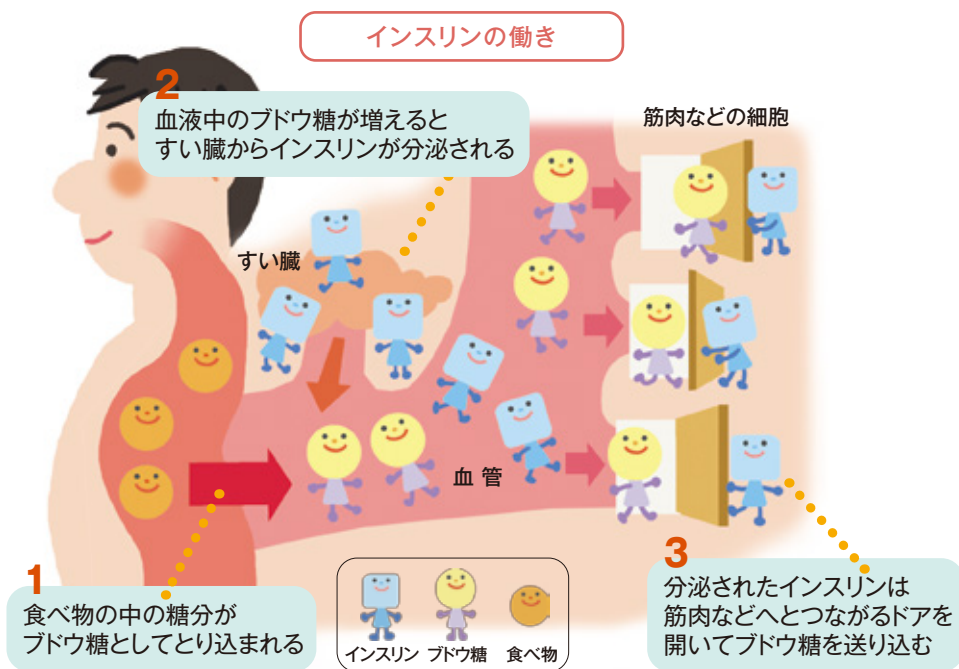 インスリンの働き
2
血液中のブドウ糖が増えると
すい臓からインスリンが分泌される
筋肉などの細胞
すい臓
血管
1
食べ物の中の糖分が
ブドウ糖としてとり込まれる
インスリン ブドウ糖 食べ物
3
分泌されたインスリンは
筋肉などへとつながるドアを
開いてブドウ糖を送り込む